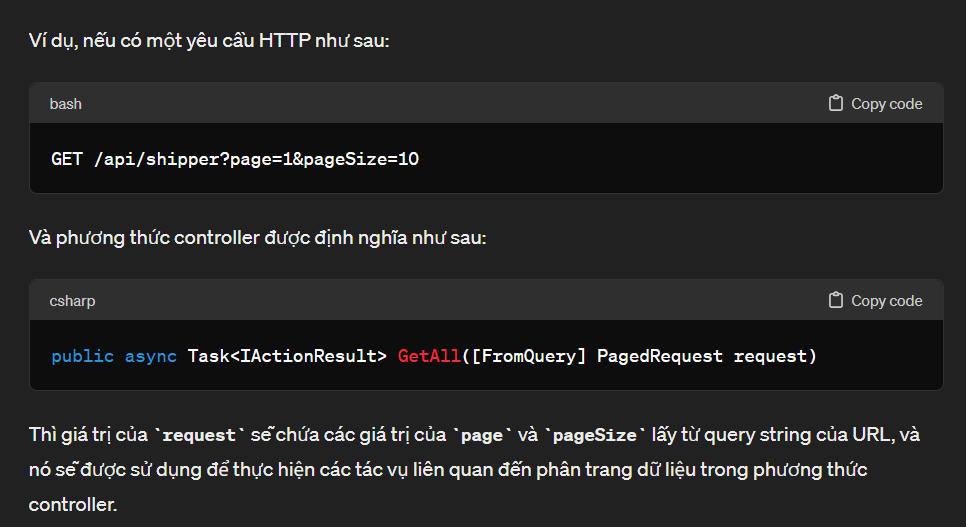 Ví dụ, nếu có một yêu cầu HTTP như sau:
bash
Copy code
GET /api/shipper?page=1&pageSize=10
Và phương thức controller được định nghĩa như sau:
csharp
Copy code
public async Task<IActionResult> GetAll([FromQuery] PagedRequest request)
Thì giá trị của `request` sẽ chứa các giá trị của `page` và `pageSize` lấy từ query string của URL, và
nó sẽ được sử dụng để thực hiện các tác vụ liên quan đến phân trang dữ liệu trong phương thức
controller.